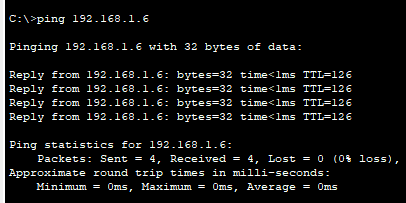 C:\>ping 192.168.1.6
Pinging 192.168.1.6 with 32 bytes of data:
Reply from 192.168.1.6: bytes=32 time<1ms TTL=126
Reply from 192.168.1.6: bytes=32 time<1ms TTL=126
Reply from 192.168.1.6: bytes=32 time<1ms TTL=126
Reply from 192.168.1.6: bytes=32 time<1ms TTL=126
Ping statistics for 192.168.1.6:
    Packets: Sent = 4, Received = 4, Lost = 0 (0% loss),
Approximate round trip times in milli-seconds:
    Minimum = 0ms, Maximum = 0ms, Average = 0ms